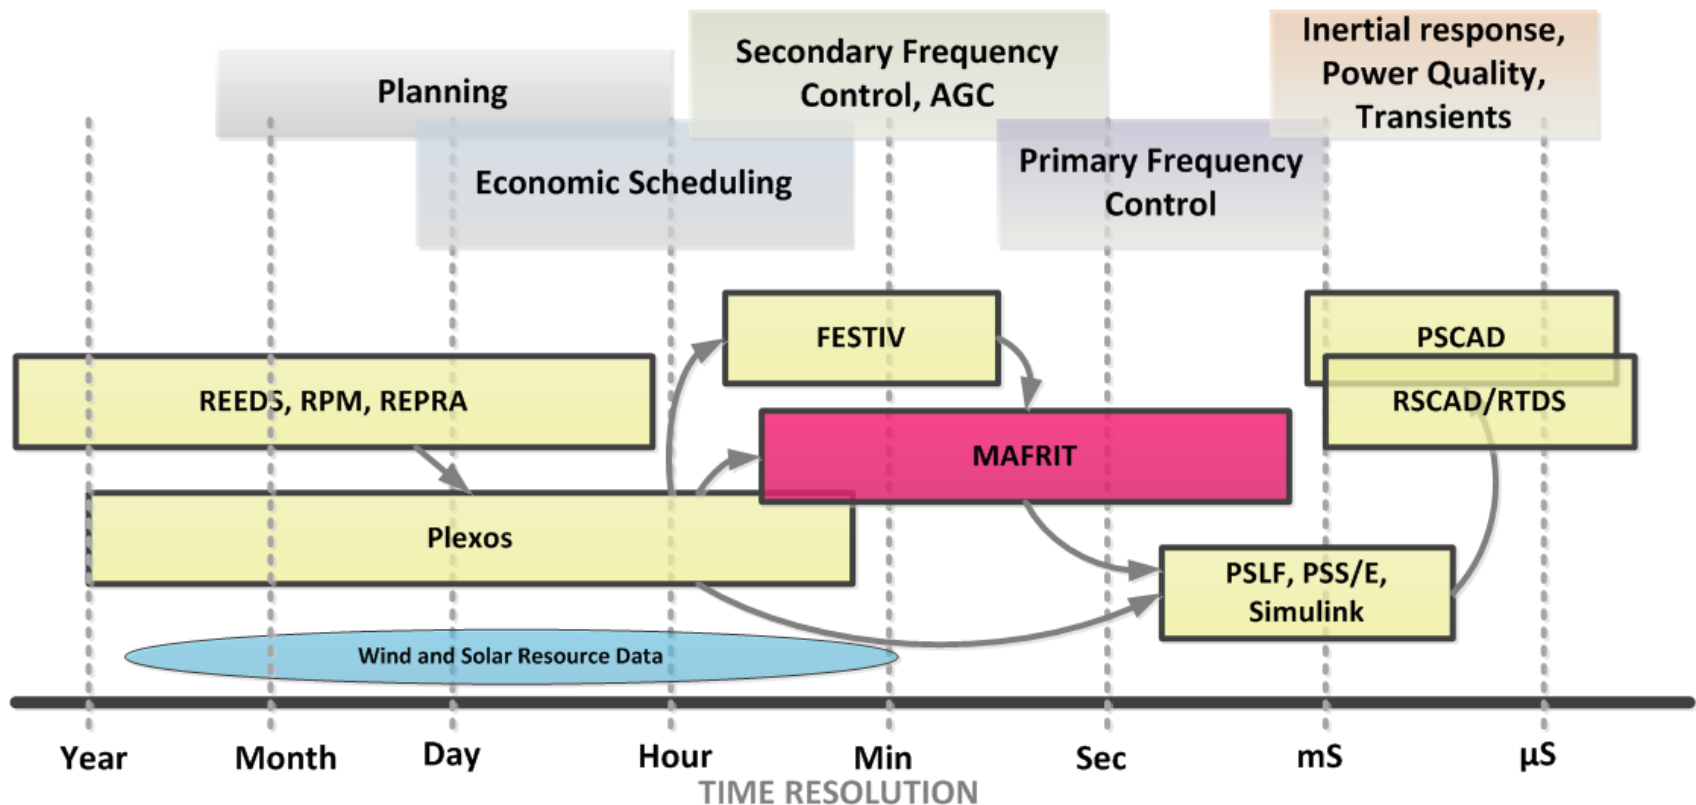 Planning
Secondary Frequency
Control, AGC
Inertial response,
Power Quality,
Transients
Economic Scheduling
Primary Frequency
Control
FESTIV
PSCAD
REEDS, RPM, REPRA
RSCAD/RTDS
MAFRIT
Plexos
PSLF, PSS/E,
Simulink
Wind and Solar Resource Data
Year Month Day Hour Min Sec mS µS
TIME RESOLUTION